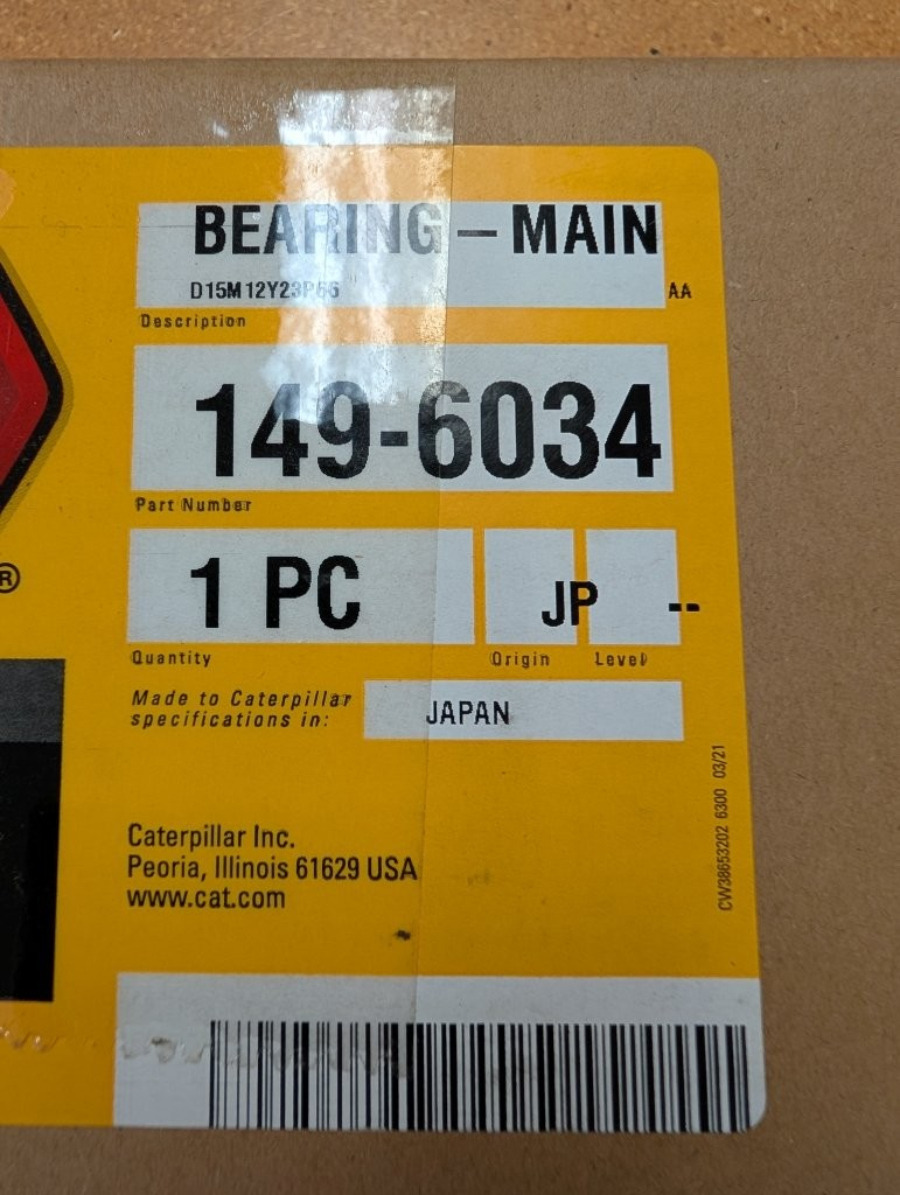 BEARING – MAIN
D15M12Y23P66 AA
Description
149-6034
Part Number
1 PC JP --
Quantity Origin Level
Made to Caterpillar
specifications in: JAPAN
Caterpillar Inc.
Peoria, Illinois 61629 USA
www.cat.com
CW38653202 6300 03/21
®